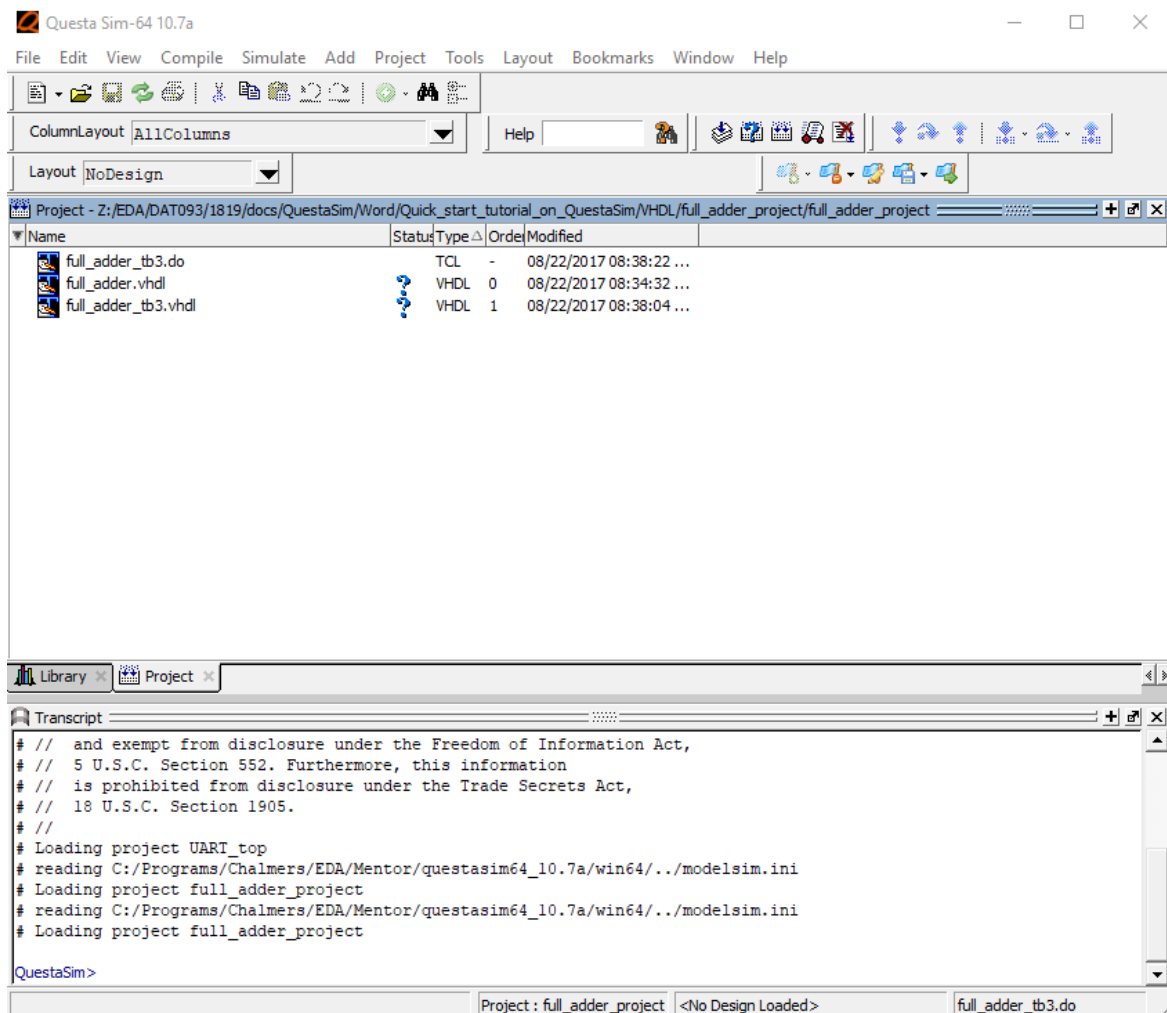 Questa Sim-64 10.7a
File Edit View Compile Simulate Add Project Tools Layout Bookmarks Window Help
ColumnLayout AllColumns
Help
Layout NoDesign
Project - Z:/EDA/DAT093/1819/docs/QuestaSim/Word/Quick_start_tutorial_on_QuestaSim/VHDL/full_adder_project/full_adder_project
Name Status Type Order Modified
full_adder_tb3.do TCL - 08/22/2017 08:38:22 ...
full_adder.vhdl VHDL 0 08/22/2017 08:34:32 ...
full_adder_tb3.vhdl VHDL 1 08/22/2017 08:38:04 ...
Library Project
Transcript
# // and exempt from disclosure under the Freedom of Information Act,
# // 5 U.S.C. Section 552. Furthermore, this information
# // is prohibited from disclosure under the Trade Secrets Act,
# // 18 U.S.C. Section 1905.
# //
# Loading project UART_top
# reading C:/Programs/Chalmers/EDA/Mentor/questasim64_10.7a/win64/../modelsim.ini
# Loading project full_adder_project
# reading C:/Programs/Chalmers/EDA/Mentor/questasim64_10.7a/win64/../modelsim.ini
# Loading project full_adder_project
QuestaSim>
Project : full_adder_project <No Design Loaded> full_adder_tb3.do